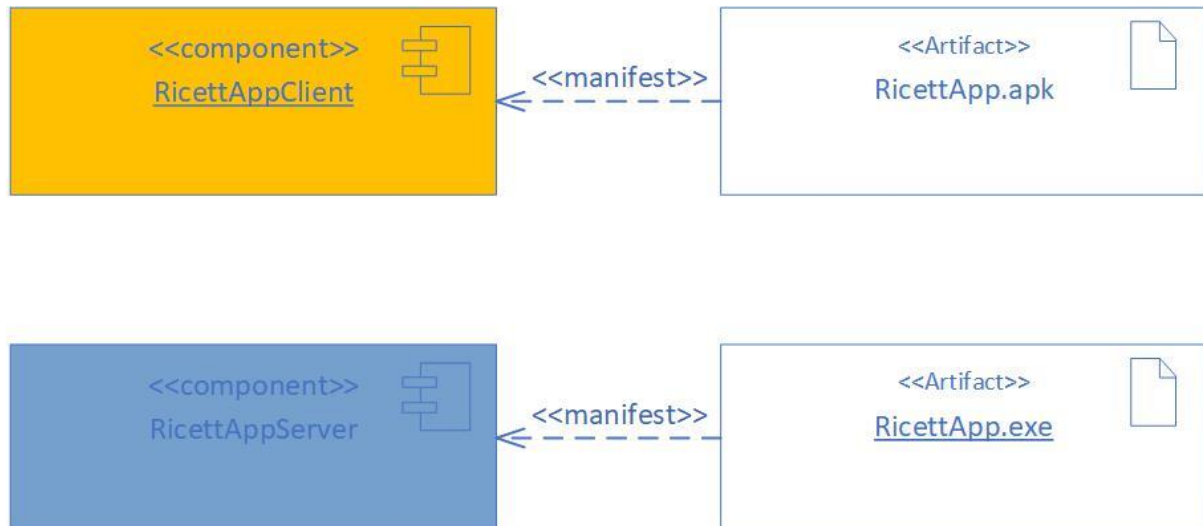 <<component>>
RicettAppClient
<<manifest>>
<<Artifact>>
RicettApp.apk
<<component>>
RicettAppServer
<<manifest>>
<<Artifact>>
RicettApp.exe